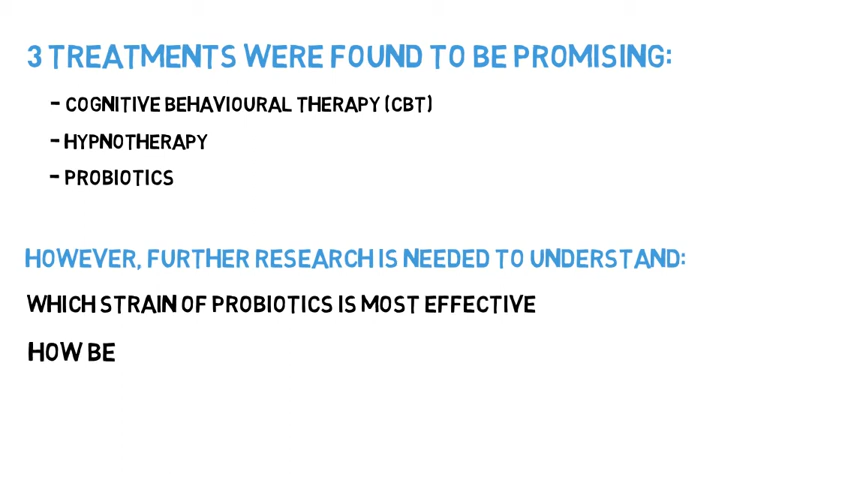 3 TREATMENTS WERE FOUND TO BE PROMISING:
- COGNITIVE BEHAVIOURAL THERAPY (CBT)
- HYPNOTHERAPY
- PROBIOTICS
HOWEVER, FURTHER RESEARCH IS NEEDED TO UNDERSTAND:
WHICH STRAIN OF PROBIOTICS IS MOST EFFECTIVE
HOW BE